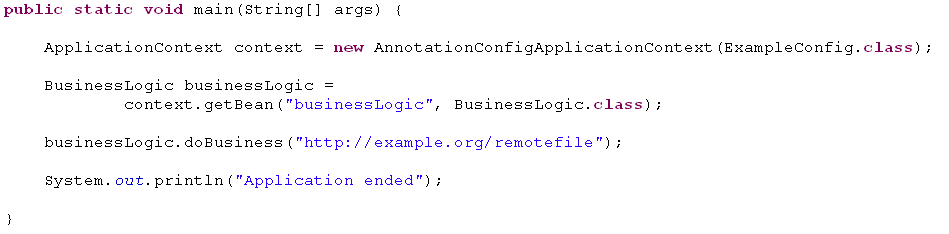 public static void main(String[] args) {
ApplicationContext context = new AnnotationConfigApplicationContext(ExampleConfig.class);
BusinessLogic businessLogic =
context.getBean("businessLogic", BusinessLogic.class);
businessLogic.doBusiness("http://example.org/remotefile");
System.out.println("Application ended");
}